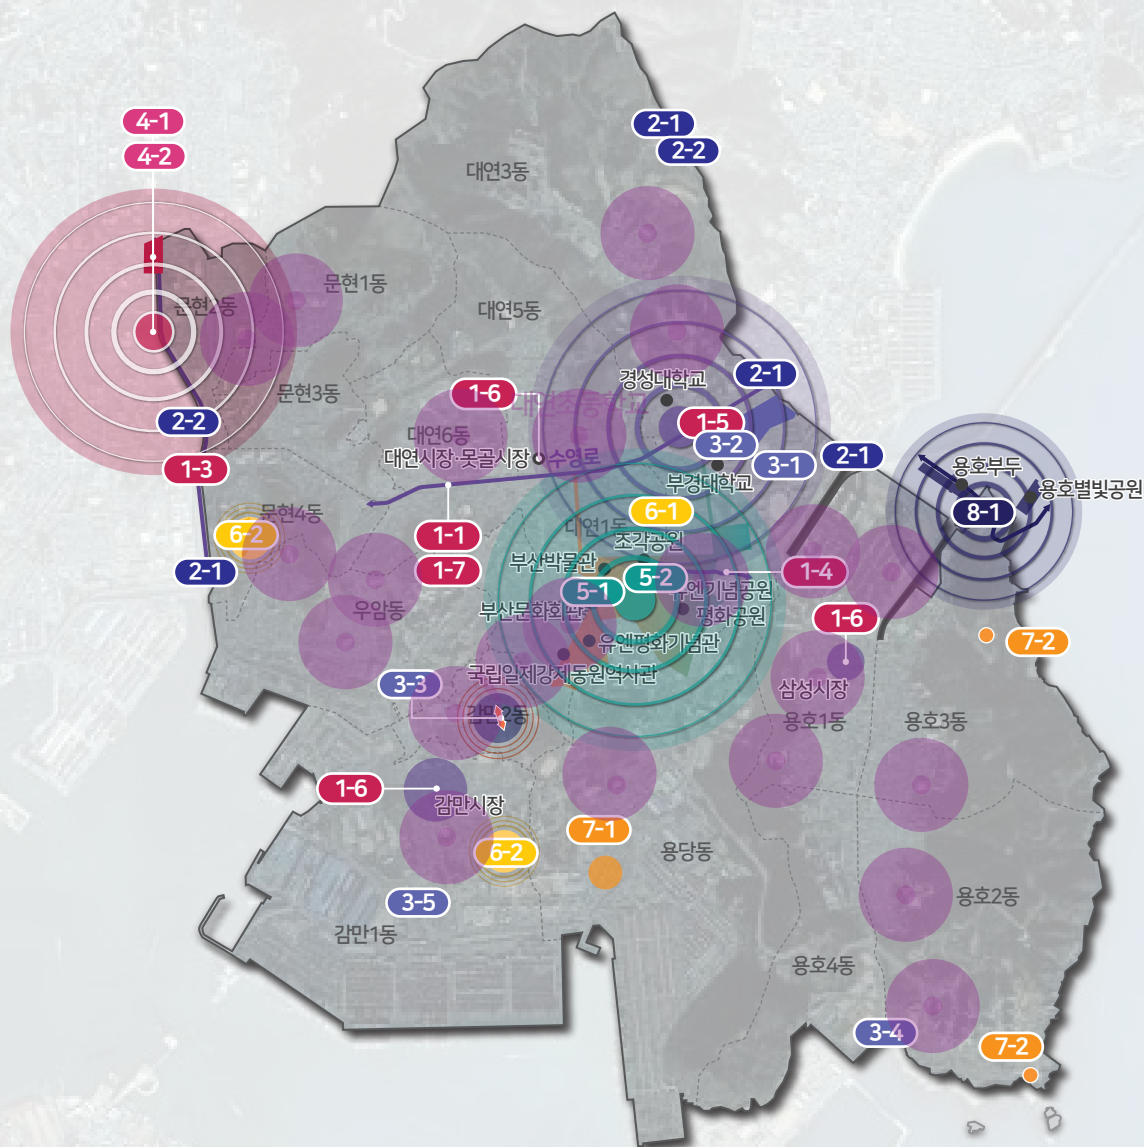 4-1
4-2
2-1
2-2
대연3동
문현1동
문현2동
대연5동
경성대학교
2-1
문현3동
1-6
대연초등학교
2-2
1-5
대연6동
3-2
대연시장·못골시장
수영로
1-3
3-1
2-1
용호부두
부경대학교
용호별빛공원
문현4동
6-1
8-1
대연1동
6-2
1-1
조각공원
부산박물관
2-1
1-7
5-2
1-4
5-1
유엔기념공원
우암동
부산문화회관
평화공원
1-6
유엔평화기념관
7-2
국립일제강제동원역사관
3-3
삼성시장
감만2동
용호1동
용호3동
1-6
감만시장
7-1
6-2
용당동
3-5
용호2동
감만1동
용호4동
3-4
7-2